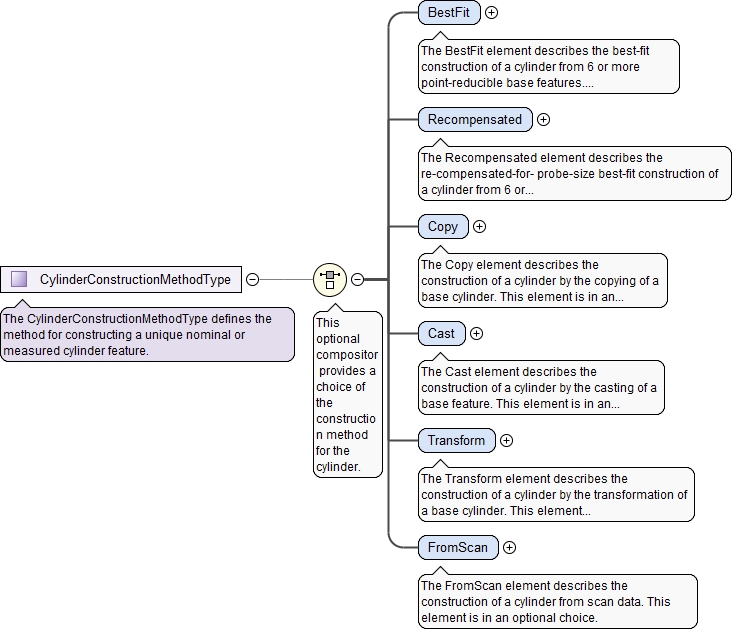 BestFit
The BestFit element describes the best-fit
construction of a cylinder from 6 or more
point-reducible base features....
Recompensated
The Recompensated element describes the
re-compensated-for- probe-size best-fit construction of
a cylinder from 6 or...
Copy
The Copy element describes the
construction of a cylinder by the copying of a
base cylinder. This element is in an...
CylinderConstructionMethodType
The CylinderConstructionMethodType defines the
method for constructing a unique nominal or
measured cylinder feature.
This
optional
compositor
provides a
choice of
the
constructio
n method
for the
cylinder.
Cast
The Cast element describes the
construction of a cylinder by the casting of a
base feature. This element is in an...
Transform
The Transform element describes the
construction of a cylinder by the transformation of
a base cylinder. This element...
FromScan
The FromScan element describes the
construction of a cylinder from scan data. This
element is in an optional choice.